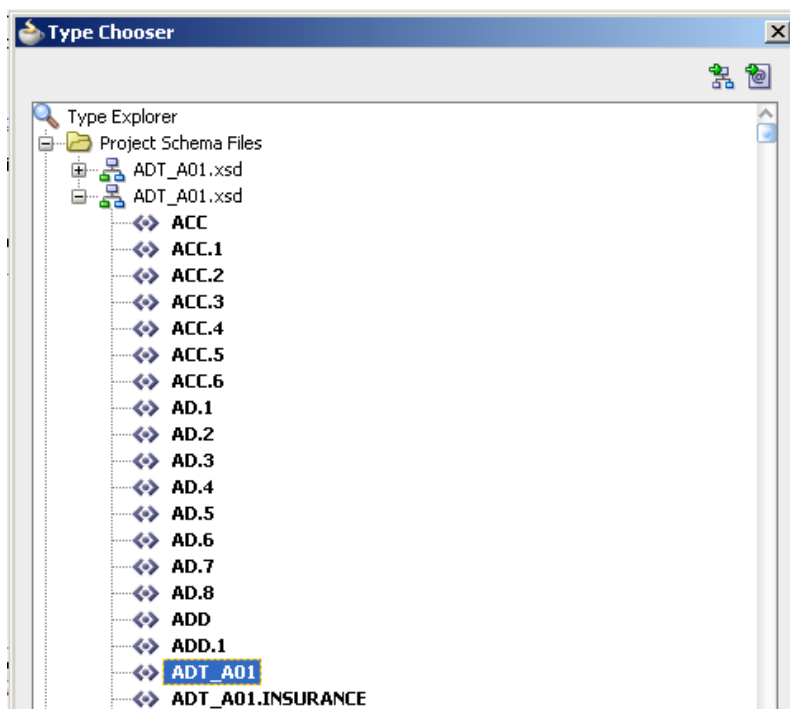 Type Chooser
Type Explorer
Project Schema Files
ADT_A01.xsd
ADT_A01.xsd
ACC
ACC.1
ACC.2
ACC.3
ACC.4
ACC.5
ACC.6
AD.1
AD.2
AD.3
AD.4
AD.5
AD.6
AD.7
AD.8
ADD
ADD.1
ADT_A01
ADT_A01.INSURANCE